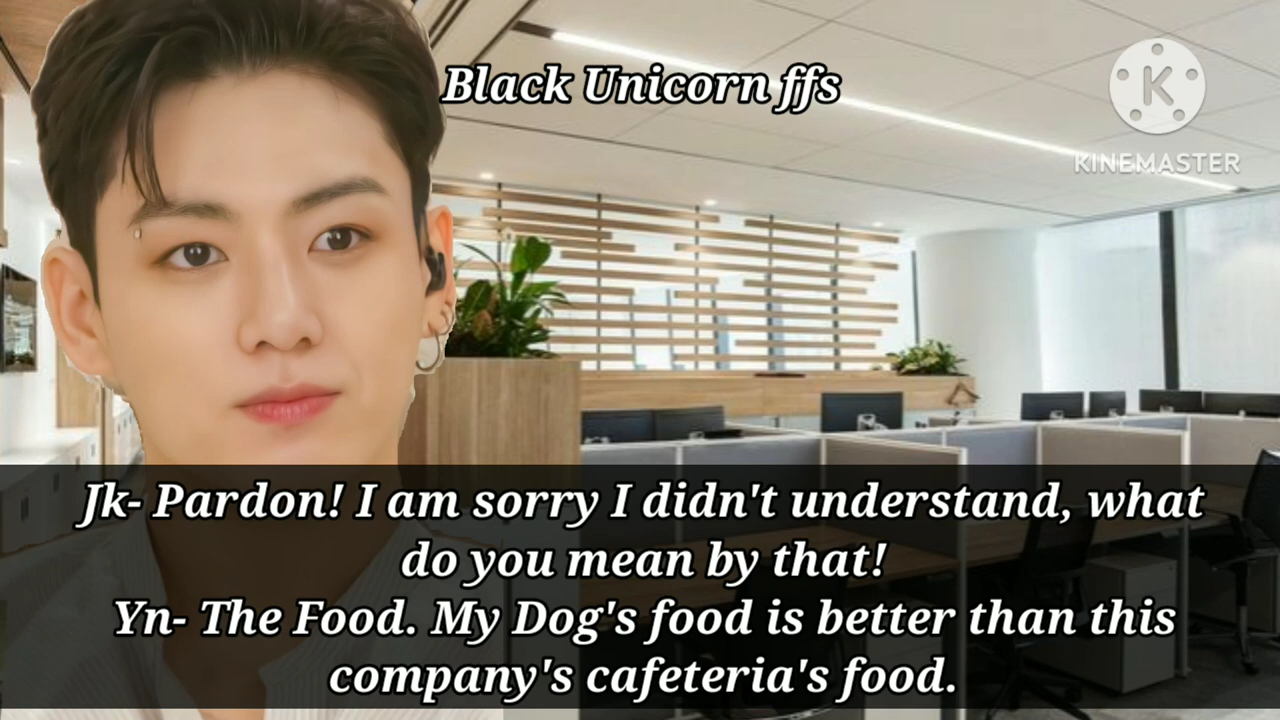 Black Unicorn ffs
K
KINEMASTER
Jk- Pardon! I am sorry I didn't understand, what
do you mean by that!
Yn- The Food. My Dog's food is better than this
company's cafeteria's food.